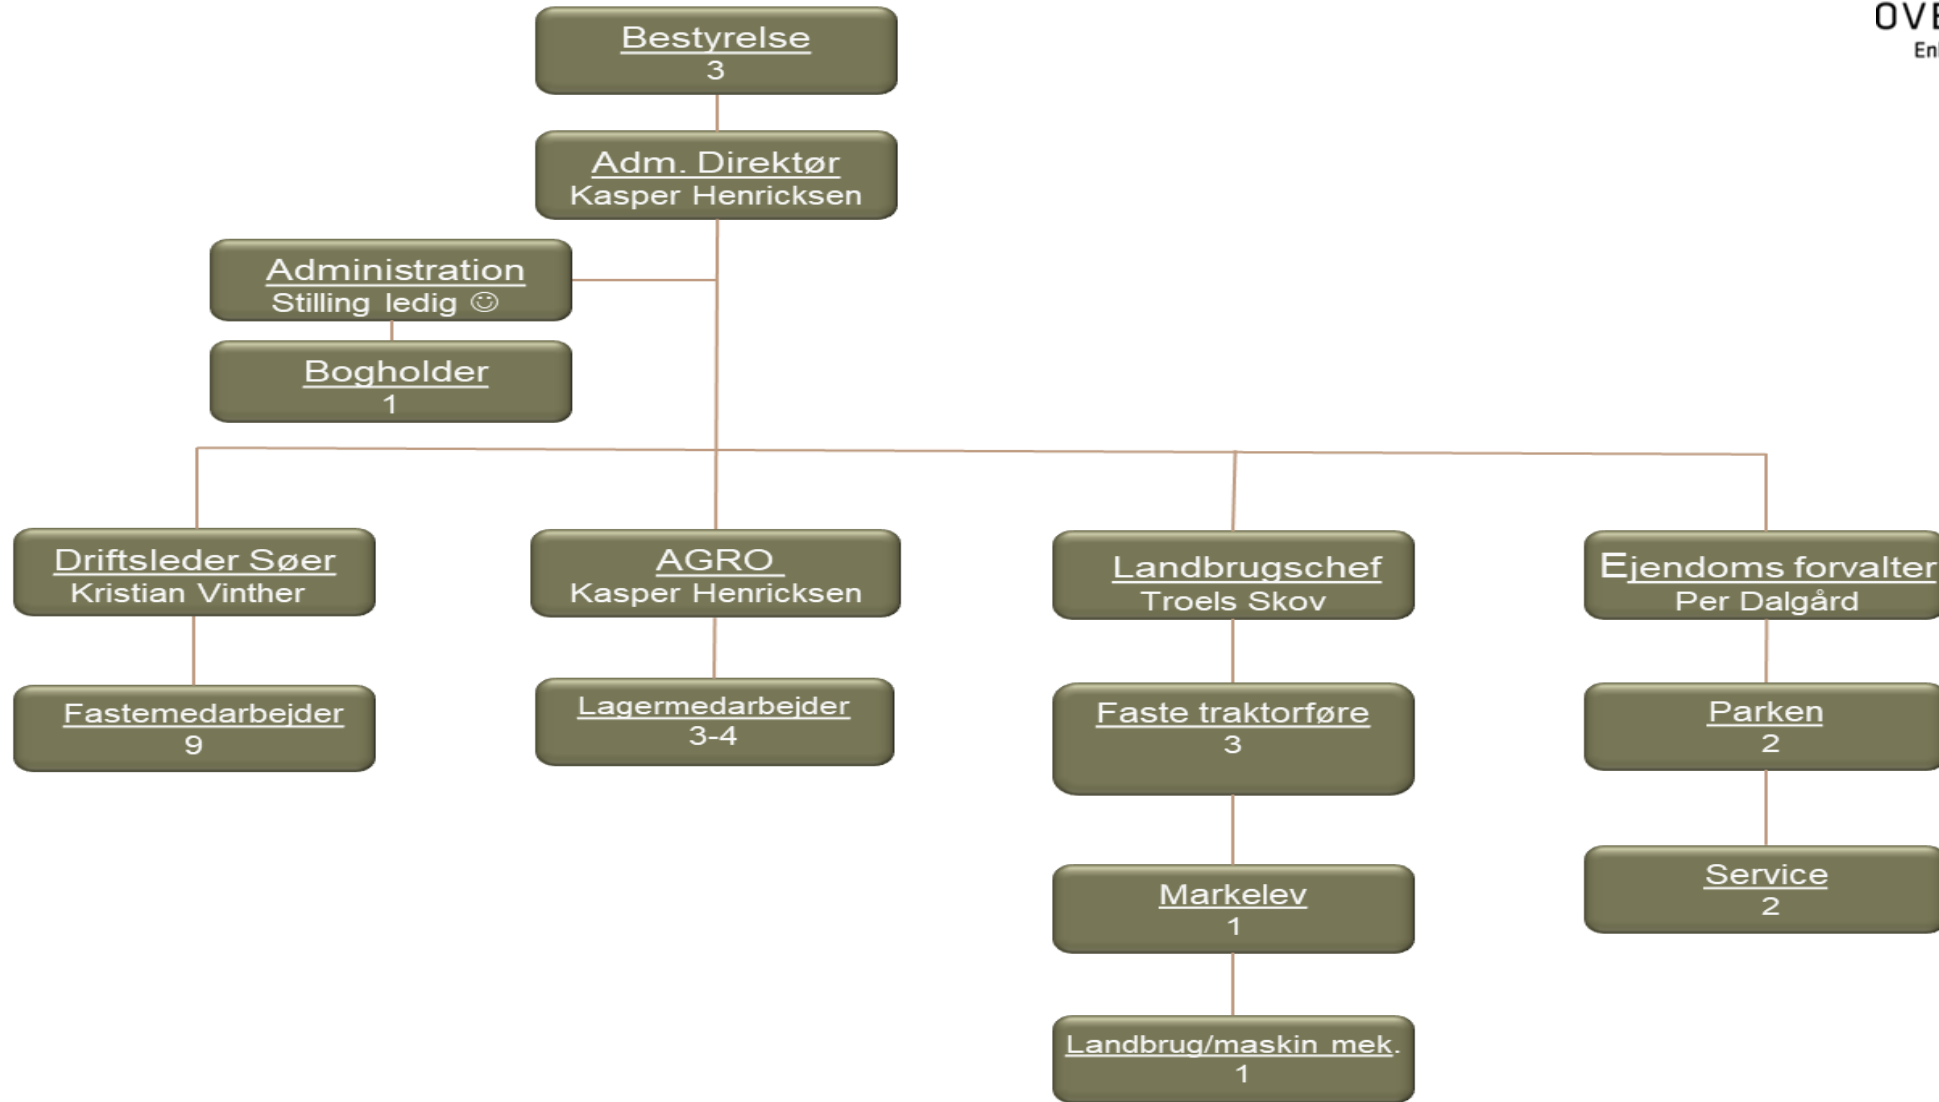 OVE
En
Bestyrelse
3
Adm. Direktør
Kasper Henricksen
Administration
Stilling ledig ☺
Bogholder
1
Driftsleder Søer
Kristian Vinther
AGRO
Kasper Henricksen
Landbrugschef
Troels Skov
Ejendoms forvalter
Per Dalgård
Fastemedarbejder
9
Lagermedarbejder
3-4
Faste traktorføre
3
Parken
2
Markelev
1
Service
2
Landbrug/maskin mek.
1